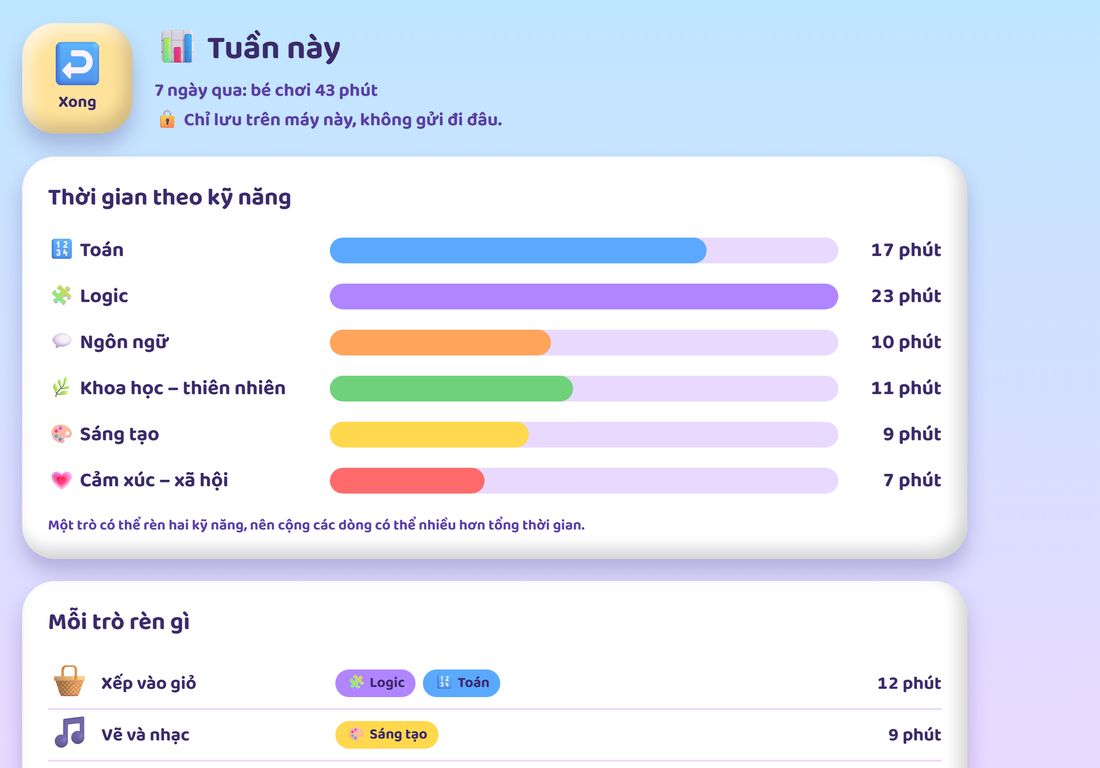 Tuần này
Xong
7 ngày qua: bé chơi 43 phút
Chỉ lưu trên máy này, không gửi đi đâu.
Thời gian theo kỹ năng
Toán 17 phút
Logic 23 phút
Ngôn ngữ 10 phút
Khoa học – thiên nhiên 11 phút
Sáng tạo 9 phút
Cảm xúc – xã hội 7 phút
Một trò có thể rèn hai kỹ năng, nên cộng các dòng có thể nhiều hơn tổng thời gian.
Mỗi trò rèn gì
Xếp vào giỏ Logic Toán 12 phút
Vẽ và nhạc Sáng tạo 9 phút